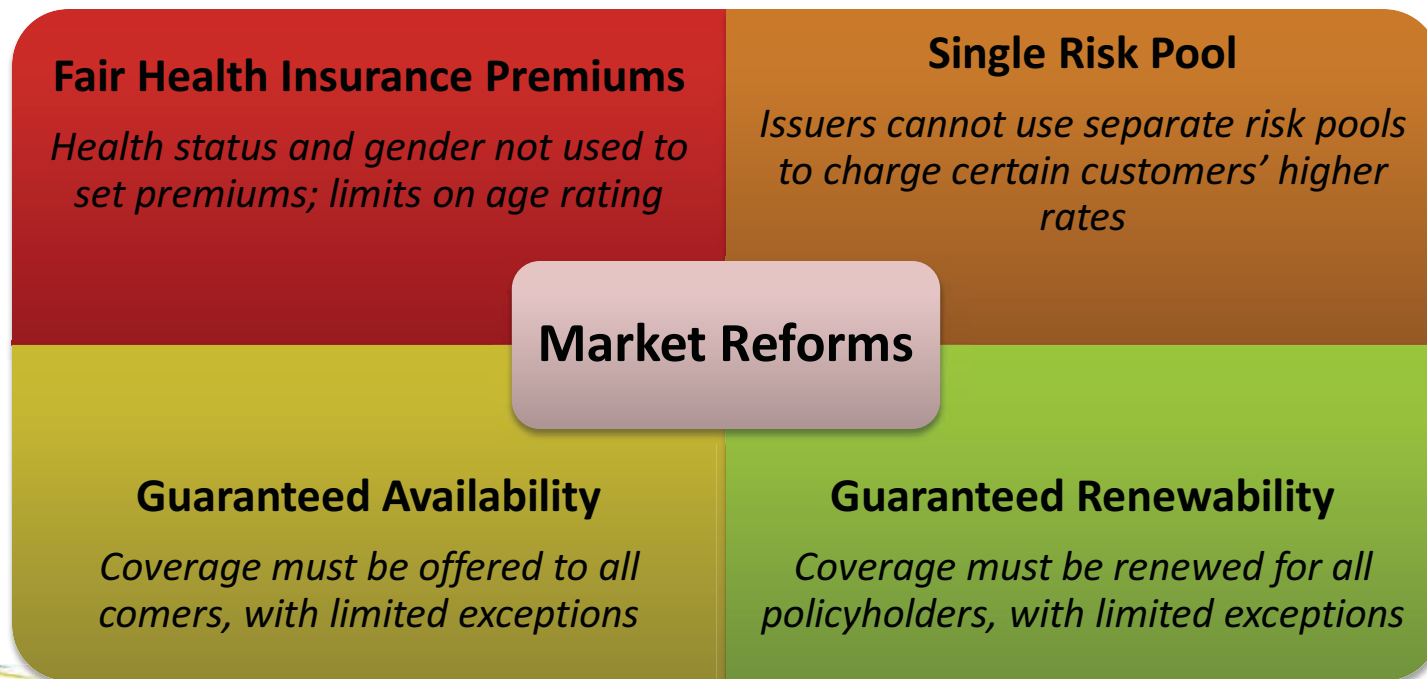 Fair Health Insurance Premiums
Health status and gender not used to
set premiums; limits on age rating
Single Risk Pool
Issuers cannot use separate risk pools
to charge certain customers’ higher
rates
Market Reforms
Guaranteed Availability
Coverage must be offered to all
comers, with limited exceptions
Guaranteed Renewability
Coverage must be renewed for all
policyholders, with limited exceptions